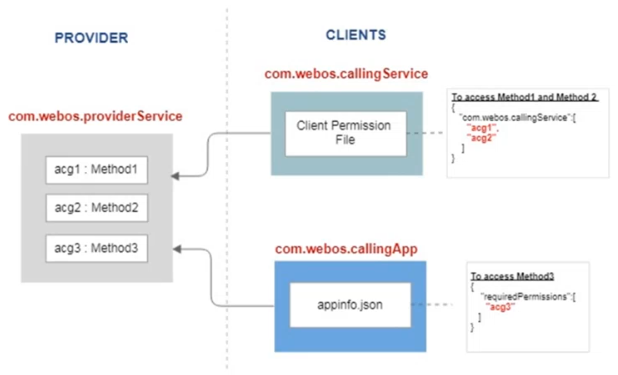 PROVIDER
CLIENTS
com.webos.callingService
com.webos.providerService
Client Permission
File
To access Method1 and Method 2
{
"com.webos.callingService":[
"acg1",
"acg2"
]
}
acg1 : Method1
acg2 : Method2
acg3 : Method3
com.webos.callingApp
appinfo.json
To access Method3
{
"requiredPermissions":[
"acg3"
]
}